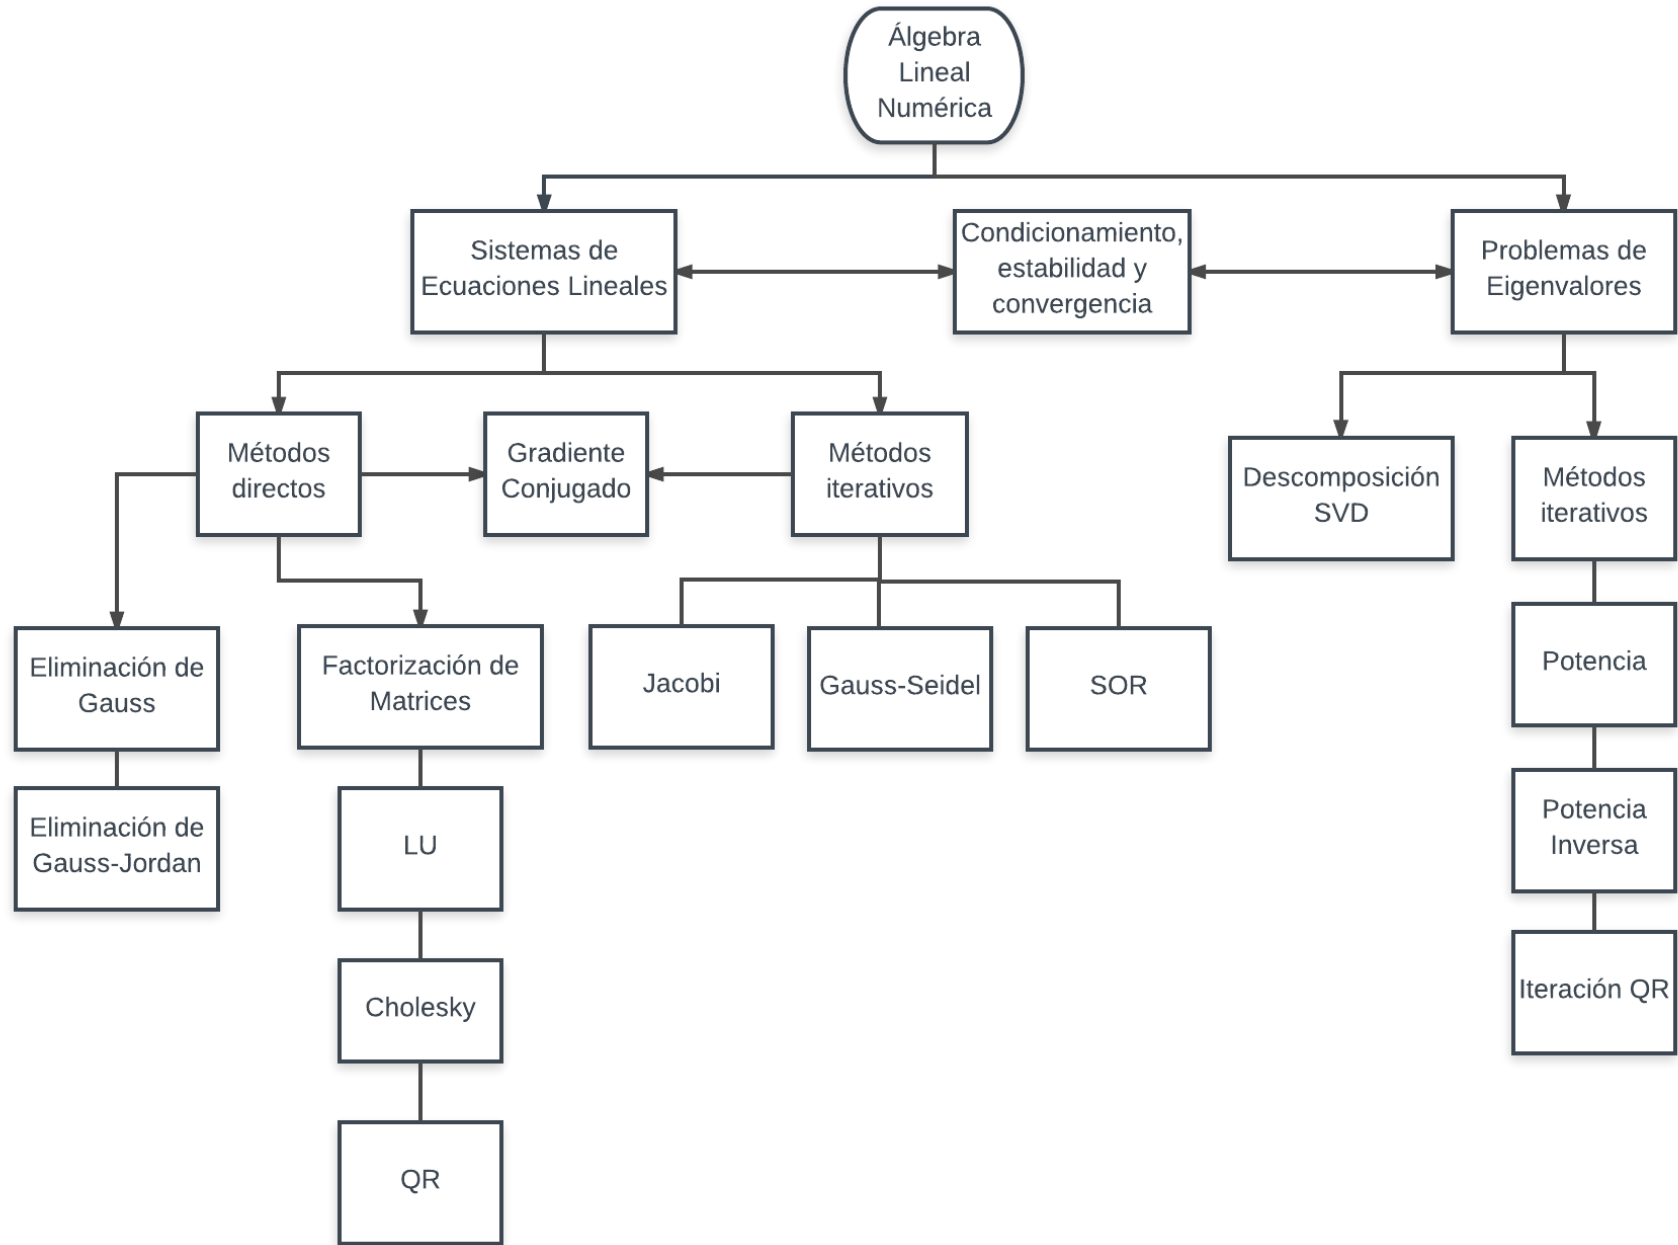 Álgebra
Lineal
Numérica
Sistemas de
Ecuaciones Lineales
Condicionamiento,
estabilidad y
convergencia
Problemas de
Eigenvalores
Métodos
directos
Gradiente
Conjugado
Métodos
iterativos
Descomposición
SVD
Métodos
iterativos
Eliminación de
Gauss
Factorización de
Matrices
Jacobi
Gauss-Seidel
SOR
Potencia
Eliminación de
Gauss-Jordan
LU
Potencia
Inversa
Cholesky
Iteración QR
QR